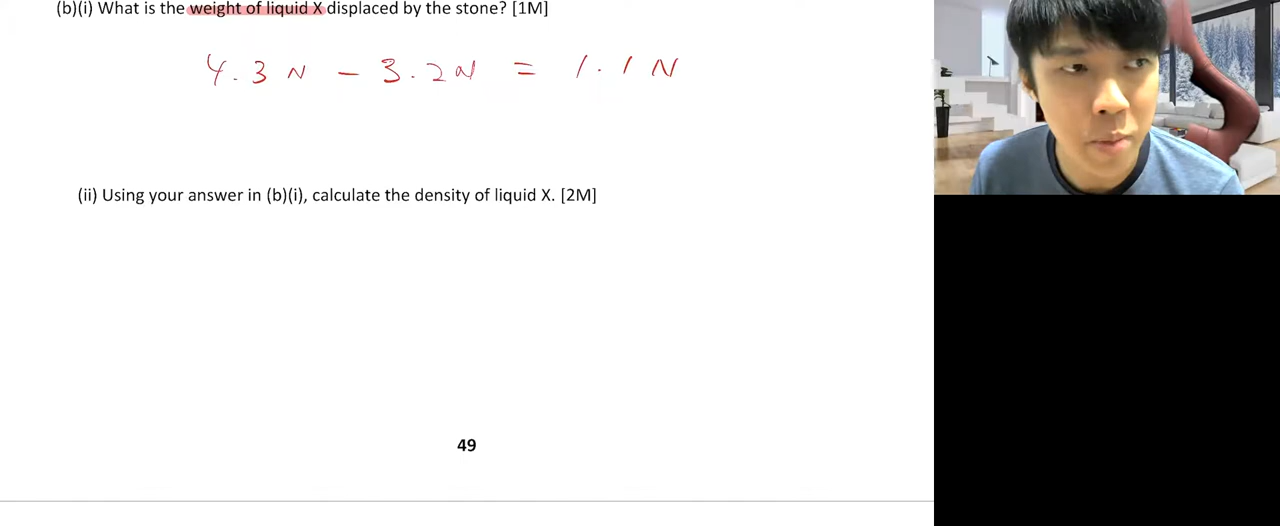 (b)(i) What is the weight of liquid X displaced by the stone? [1M]
4.3 N - 3.2 N = 1.1 N
(ii) Using your answer in (b)(i), calculate the density of liquid X. [2M]
49